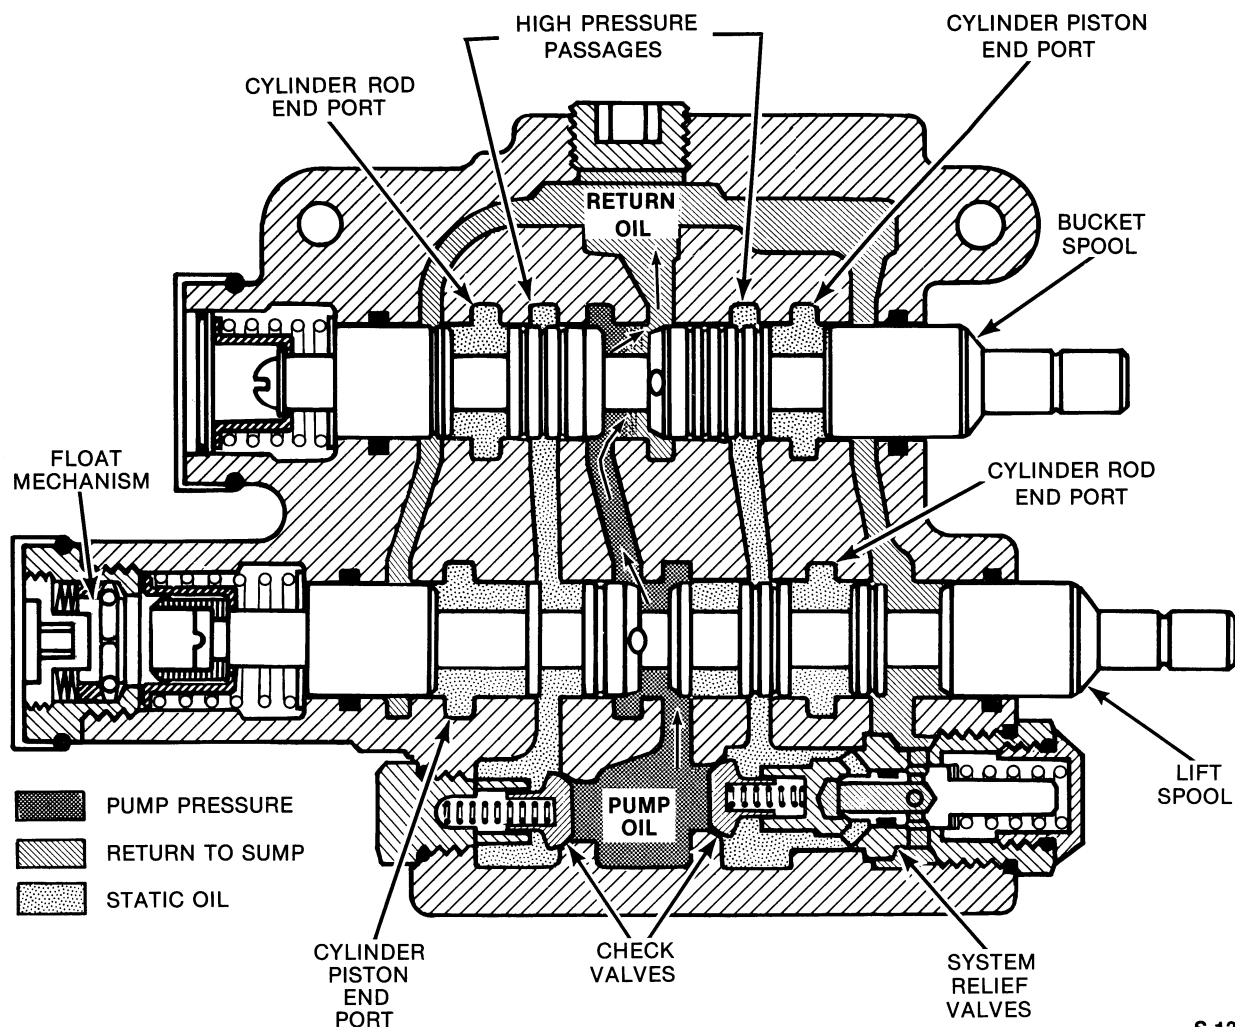 HIGH PRESSURE
PASSAGES
CYLINDER PISTON
END PORT
CYLINDER ROD
END PORT
RETURN
OIL
BUCKET
SPOOL
FLOAT
MECHANISM
CYLINDER ROD
END PORT
PUMP PRESSURE
RETURN TO SUMP
STATIC OIL
PUMP
OIL
LIFT
SPOOL
CYLINDER
PISTON
END
PORT
CHECK
VALVES
SYSTEM
RELIEF
VALVES